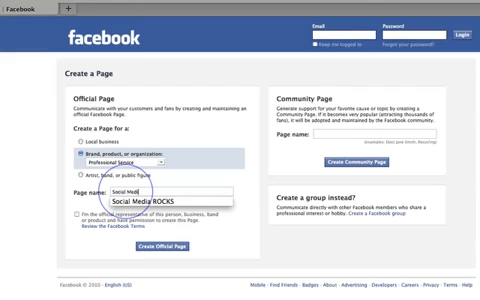 Facebook
+
facebook
Email
Password
Login
Keep me logged in
Forgot your password?
Create a Page
Official Page
Communicate with your customers and fans by creating and maintaining an
official Facebook Page.
Create a Page for a:
Local business
Brand, product, or organization:
Professional Service
Artist, band, or public figure
Page name:
Social Medi
Social Media ROCKS
I'm the official representative of this person, business, band
or product and have permission to create this Page.
Review the Facebook Terms
Create Official Page
Community Page
Generate support for your favorite cause or topic by creating a
Community Page. If it becomes very popular (attracting thousands
of fans), it will be adopted and maintained by the Facebook community.
Page name:
(examples: Elect Jane Smith, Recycling)
Create Community Page
Create a group instead?
Communicate directly with other Facebook members who share a
professional interest or hobby. Create a Facebook Group
Facebook © 2010 · English (US)
Mobile · Find Friends · Badges · About · Advertising · Developers · Careers · Privacy · Terms · Help